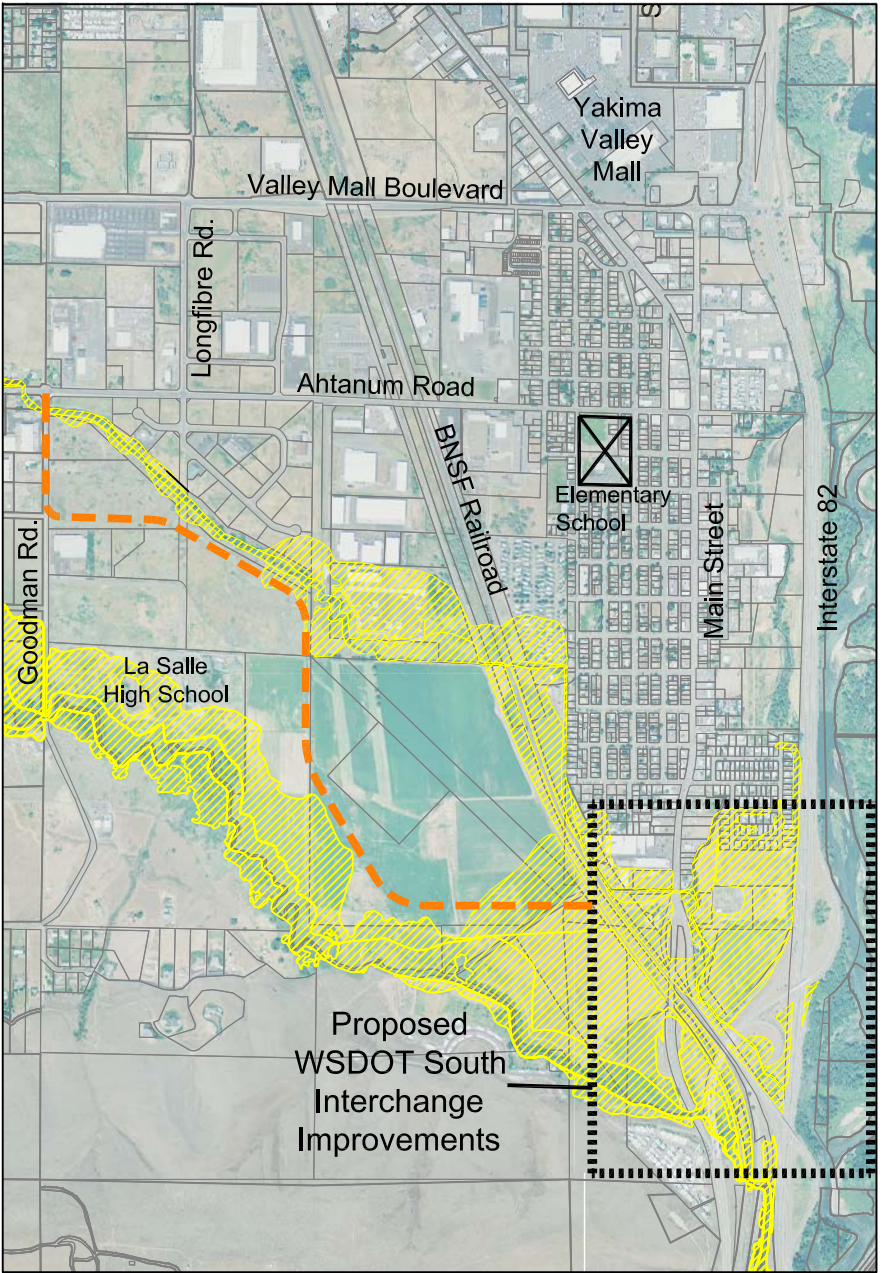 Yakima
Valley
Mall
Valley Mall Boulevard
Longfibre Rd.
Ahtanum Road
BNSF Railroad
Elementary
School
Main Street
Interstate 82
Goodman Rd.
La Salle
High School
Proposed
WSDOT South
Interchange
Improvements